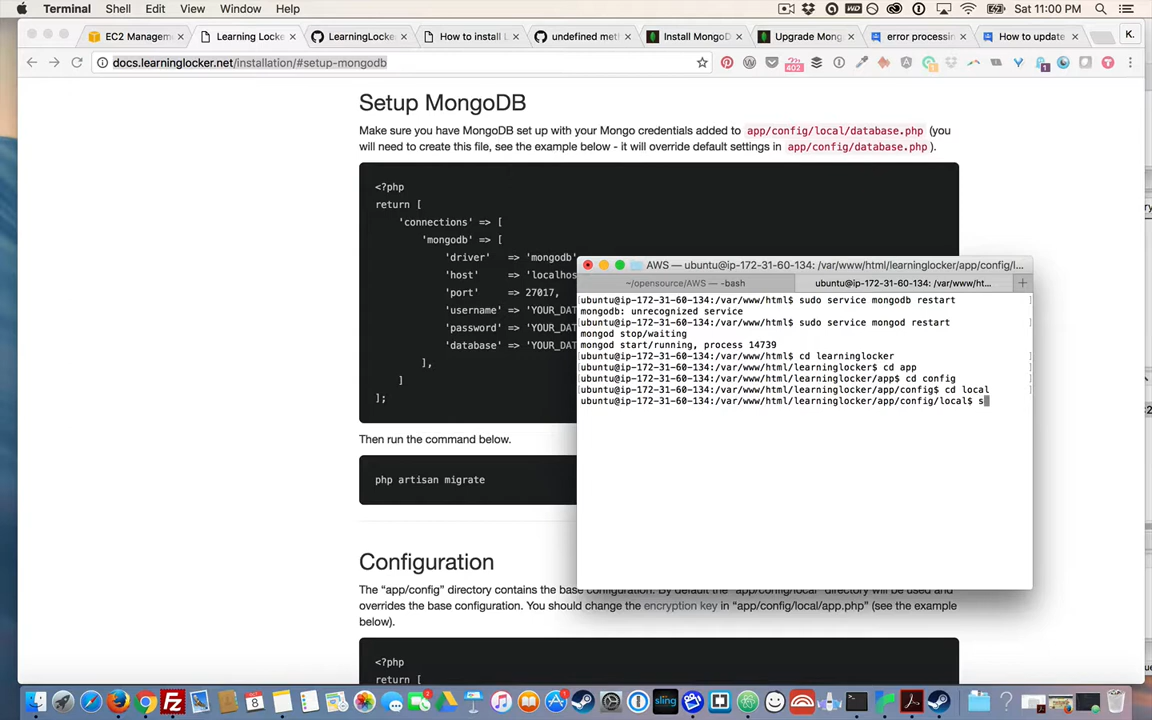 Terminal Shell Edit View Window Help
Sat 11:00 PM
EC2 Managem
Learning Locke
LearningLocke
How to install L
undefined met
Install MongoD
Upgrade Mong
error processin
How to update
K.
docs.learninglocker.net/installation/#setup-mongodb
402
Setup MongoDB
Make sure you have MongoDB set up with your Mongo credentials added to app/config/local/database.php (you
will need to create this file, see the example below - it will override default settings in app/config/database.php ).
<?php
return [
'connections' => [
'mongodb' => [
'driver' => 'mongodb'
'host' => 'localhos
'port' => 27017,
'username' => 'YOUR_DAT
'password' => 'YOUR_DAT
'database' => 'YOUR_DAT
],
]
];
Then run the command below.
php artisan migrate
Configuration
The “app/config” directory contains the base configuration. By default the “app/config/local” directory will be used and
overrides the base configuration. You should change the encryption key in “app/config/local/app.php” (see the example
below).
<?php
return [
AWS — ubuntu@ip-172-31-60-134: /var/www/html/learninglocker/app/config/l...
~/opensource/AWS — -bash
ubuntu@ip-172-31-60-134: /var/www/ht...
ubuntu@ip-172-31-60-134:/var/www/html$ sudo service mongodb restart
mongodb: unrecognized service
ubuntu@ip-172-31-60-134:/var/www/html$ sudo service mongod restart
mongod stop/waiting
mongod start/running, process 14739
ubuntu@ip-172-31-60-134:/var/www/html$ cd learninglocker
ubuntu@ip-172-31-60-134:/var/www/html/learninglocker$ cd app
ubuntu@ip-172-31-60-134:/var/www/html/learninglocker/app$ cd config
ubuntu@ip-172-31-60-134:/var/www/html/learninglocker/app/config$ cd local
ubuntu@ip-172-31-60-134:/var/www/html/learninglocker/app/config/local$ s
sling